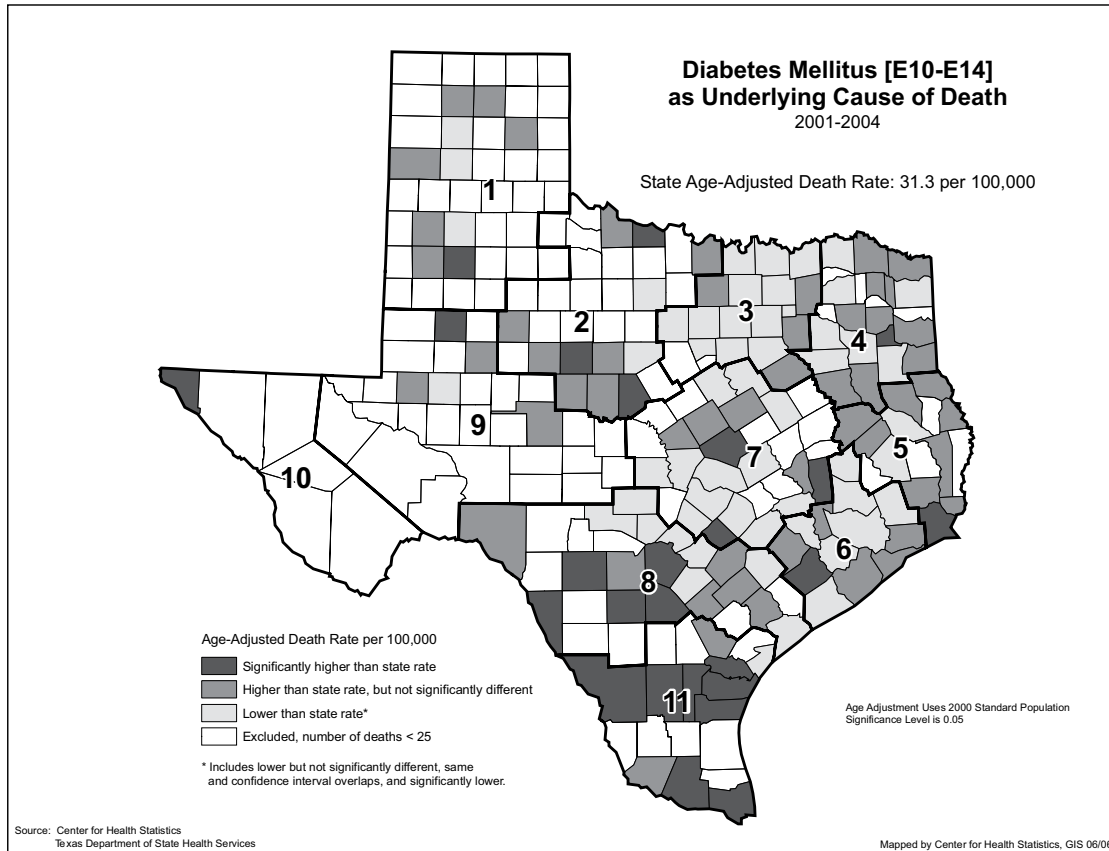 Diabetes Mellitus [E10-E14]
as Underlying Cause of Death
2001-2004
State Age-Adjusted Death Rate: 31.3 per 100,000
1
2
3
4
5
6
7
8
9
10
11
Age-Adjusted Death Rate per 100,000
Significantly higher than state rate
Higher than state rate, but not significantly different
Lower than state rate*
Excluded, number of deaths < 25
* Includes lower but not significantly different, same
and confidence interval overlaps, and significantly lower.
Age Adjustment Uses 2000 Standard Population
Significance Level is 0.05
Source: Center for Health Statistics
Texas Department of State Health Services
Mapped by Center for Health Statistics, GIS 06/06